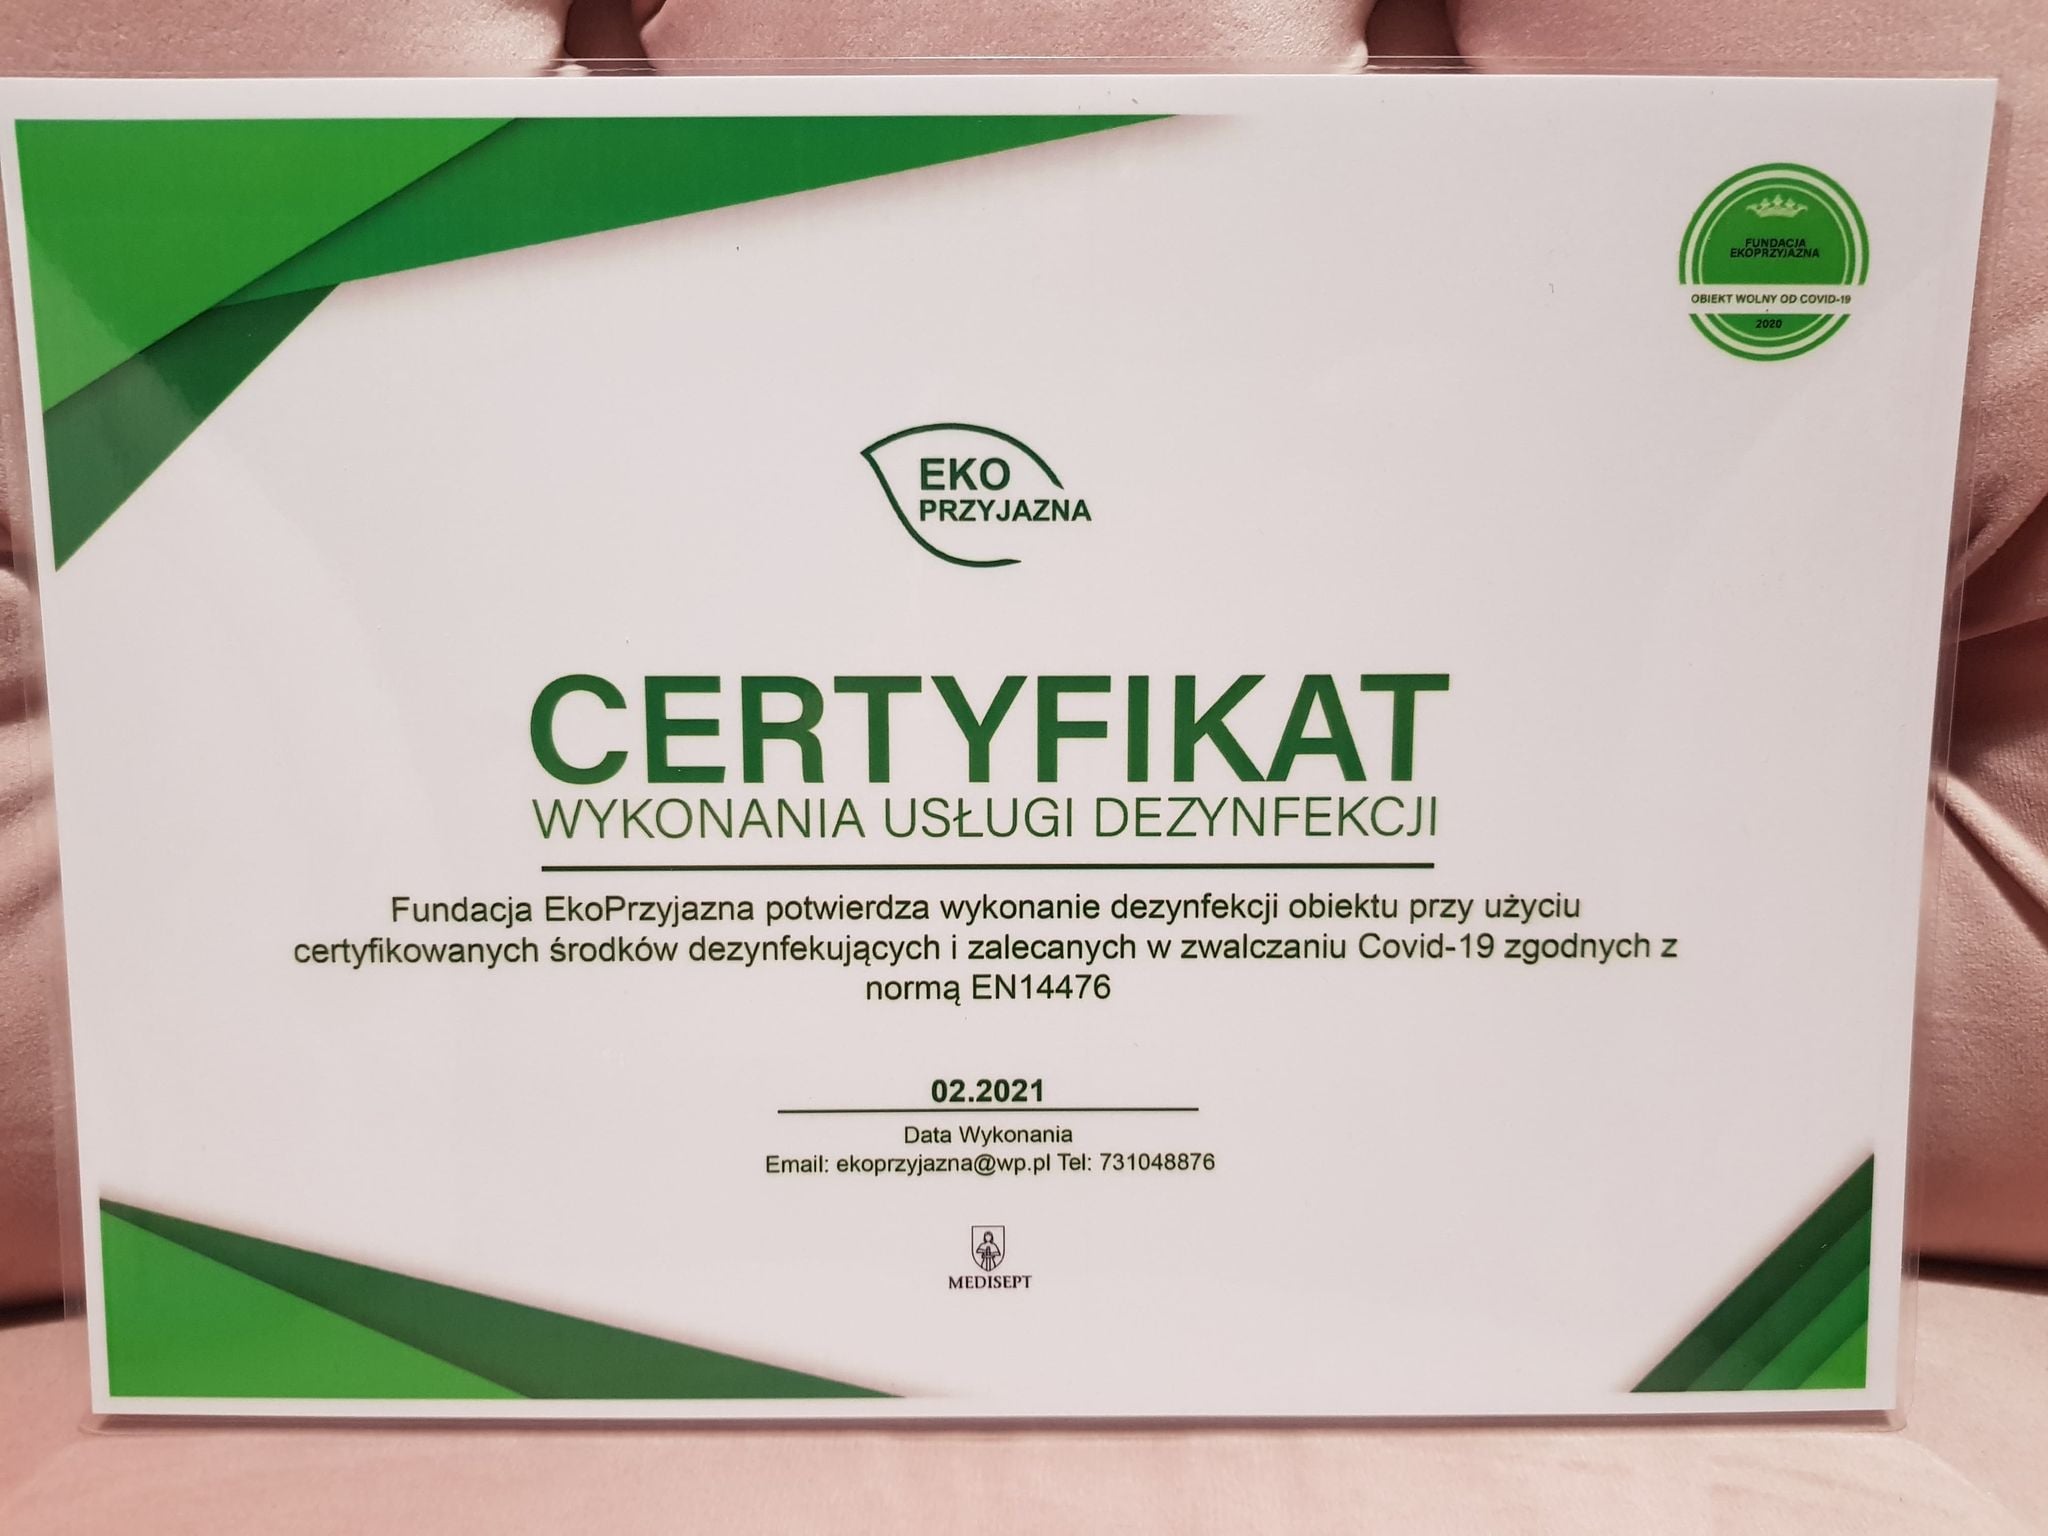 FUNDACJA
EKOPRZYJAZNA
OBIEKT WOLNY OD COVID-19
2020
EKO
PRZYJAZNA
CERTYFIKAT
WYKONANIA USŁUGI DEZYNFEKCJI
Fundacja EkoPrzyjazna potwierdza wykonanie dezynfekcji obiektu przy użyciu
certyfikowanych środków dezynfekujących i zalecanych w zwalczaniu Covid-19 zgodnych z
normą EN14476
02.2021
Data Wykonania
Email: ekoprzyjazna@wp.pl Tel: 731048876
MEDISEPT